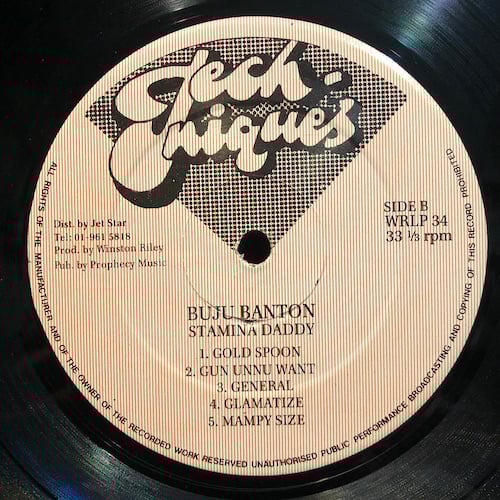 Tech-
niques
Dist. by Jet Star
Tel: 01-961 5818
Prod. by Winston Riley
Pub. by Prophecy Music
SIDE B
WRLP 34
33 ⅓ rpm
BUJU BANTON
STAMINA DADDY
1. GOLD SPOON
2. GUN UNNU WANT
3. GENERAL
4. GLAMATIZE
5. MAMPY SIZE
ALL RIGHTS OF THE MANUFACTURER AND OF THE OWNER OF THE RECORDED WORK RESERVED UNAUTHORISED PUBLIC PERFORMANCE BROADCASTING AND COPYING OF THIS RECORD PROHIBITED